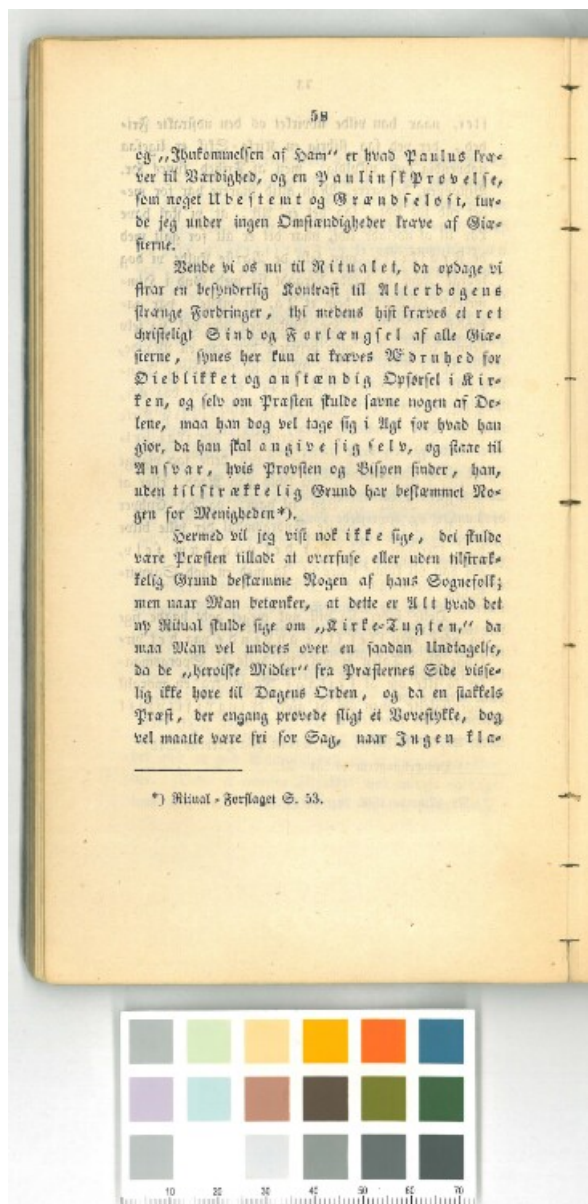 58
og „Ihukommelsen af Ham“ er hvad Paulus kræ-
ver til Værdighed, og en Paulinsk Prøvelse,
som noget Ubestemt og Grændseløst, tur-
de jeg under ingen Omstændigheder kræve af Giæ-
sterne.
Vende vi os nu til Ritualet, da opdage vi
strax en besynderlig Kontrast til Alterbogens
strænge Fordringer, thi medens hist kræves et ret
christeligt Sind og Forlængsel af alle Giæ-
sterne, synes her kun at kræves Ædruhed for
Øieblikket og anstændig Opførsel i Kir-
ken, og selv om Præsten skulde savne nogen af De-
lene, maa han dog vel tage sig i Agt for hvad han
giør, da han skal angive sig selv, og staae til
Ansvar, hvis Provsten og Bispen finder, han,
uden tilstrækkelig Grund har beskæmmet No-
gen for Menigheden*).
Hermed vil jeg vist nok ikke sige, det skulde
være Præsten tilladt at overfuse eller uden tilstræk-
kelig Grund beskæmme Nogen af hans Sognefolk;
men naar Man betænker, at dette er Alt hvad det
ny Ritual skulde sige om „Kirke-Tugten,“ da
maa Man vel undres over en saadan Undtagelse,
da de „heroiske Midler“ fra Præsternes Side visse-
lig ikke høre til Dagens Orden, og da en stakkels
Præst, der engang prøvede sligt et Vovestykke, dog
vel maatte være fri for Sag, naar Ingen kla-
*) Ritual-Forslaget S. 53.
10 20 30 40 50 60 70